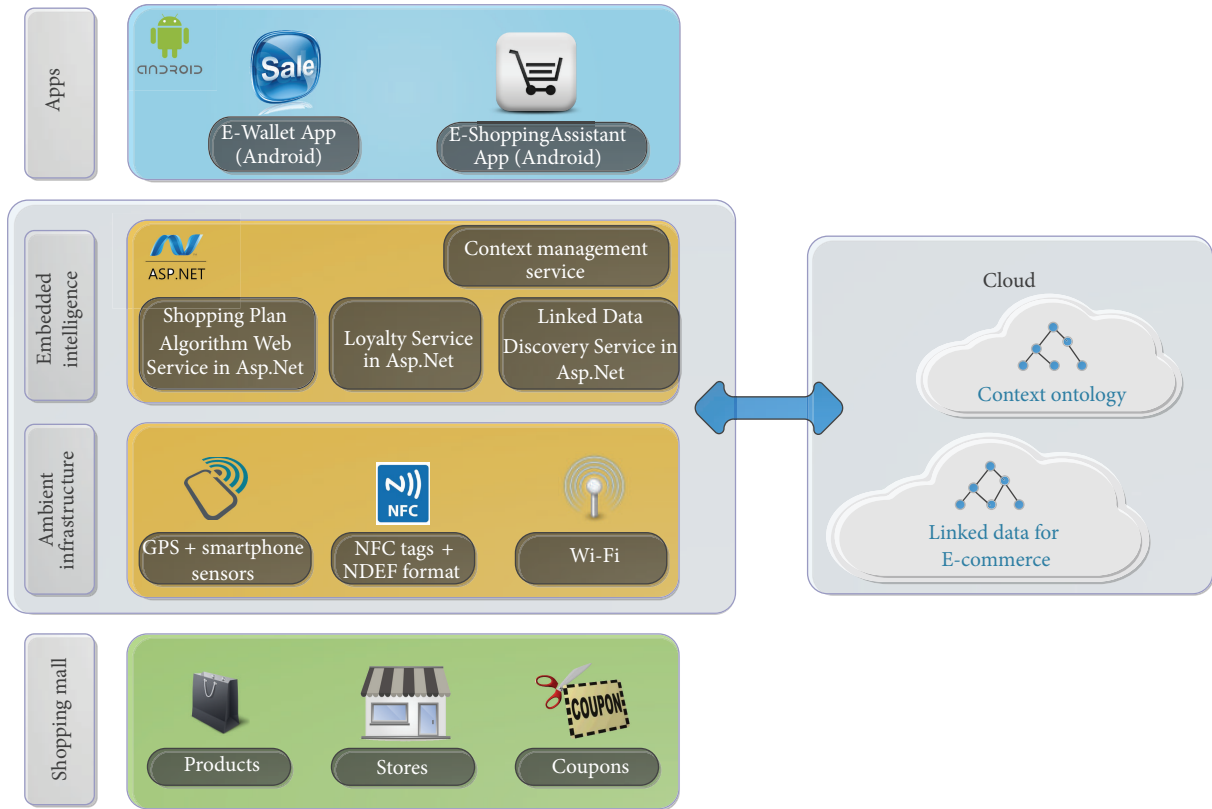 Apps
ANDROID
Sale
E-Wallet App
(Android)
E-ShoppingAssistant
App (Android)
Embedded
intelligence
ASP.NET
Context management
service
Shopping Plan
Algorithm Web
Service in Asp.Net
Loyalty Service
in Asp.Net
Linked Data
Discovery Service in
Asp.Net
Ambient
infrastructure
GPS + smartphone
sensors
N
NFC
NFC tags +
NDEF format
Wi-Fi
Cloud
Context ontology
Linked data for
E-commerce
Shopping mall
Products
Stores
COUPON
Coupons